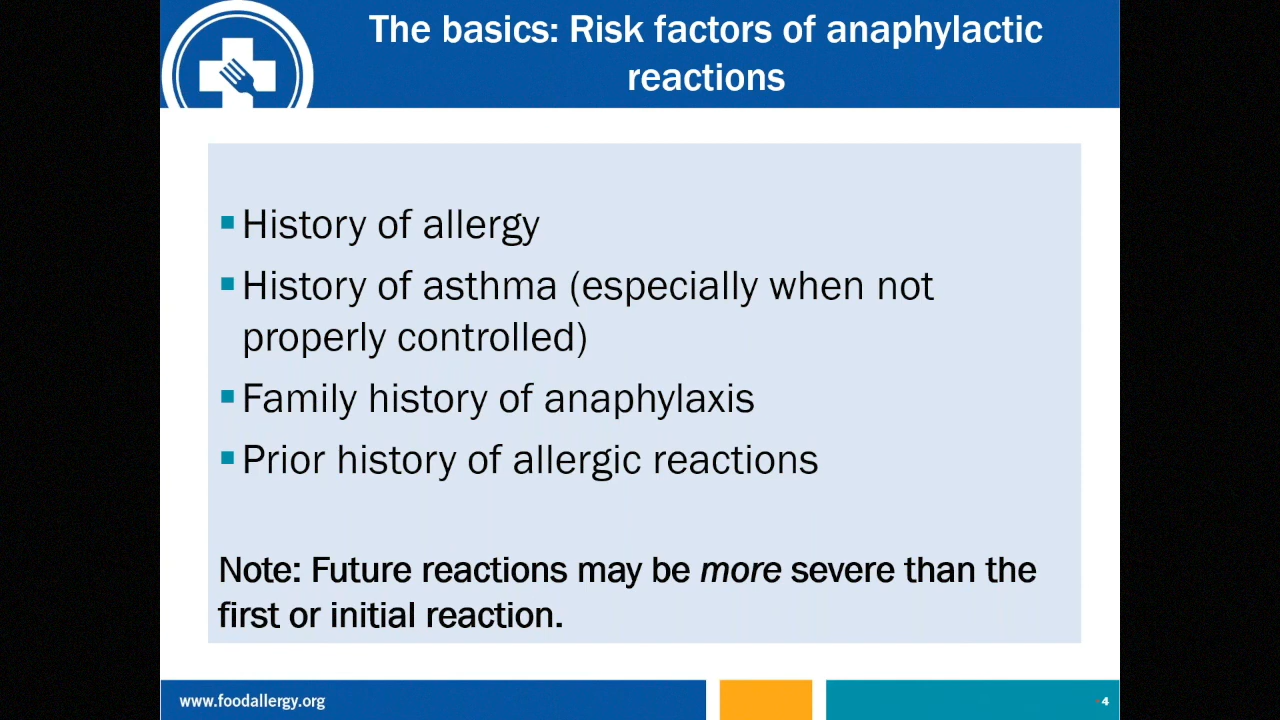 The basics: Risk factors of anaphylactic
reactions
▪ History of allergy
▪ History of asthma (especially when not
properly controlled)
▪ Family history of anaphylaxis
▪ Prior history of allergic reactions
Note: Future reactions may be more severe than the
first or initial reaction.
www.foodallergy.org
4